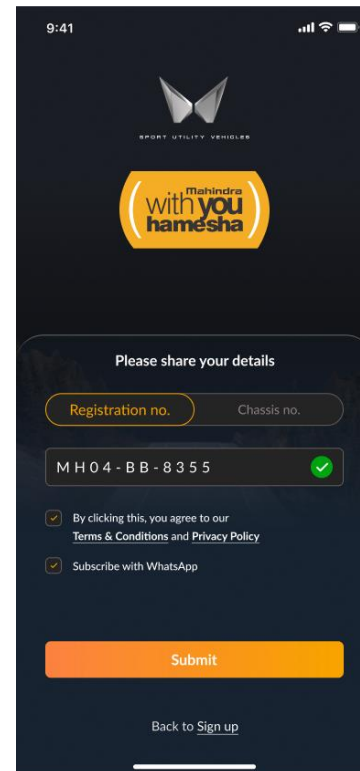 9:41
SPORT UTILITY VEHICLES
Mahindra
with you
hamesha
Please share your details
Registration no.
Chassis no.
MH04-BB-8355
By clicking this, you agree to our
Terms & Conditions and Privacy Policy
Subscribe with WhatsApp
Submit
Back to Sign up